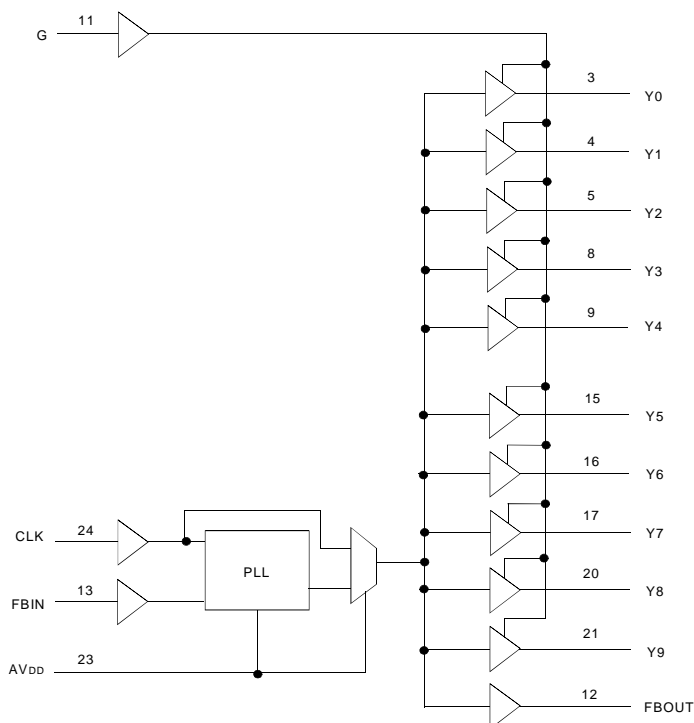 G 11
3 Y0
4 Y1
5 Y2
8 Y3
9 Y4
15 Y5
16 Y6
CLK 24
17 Y7
PLL
FBIN 13
20 Y8
AVDD 23
21 Y9
12 FBOUT